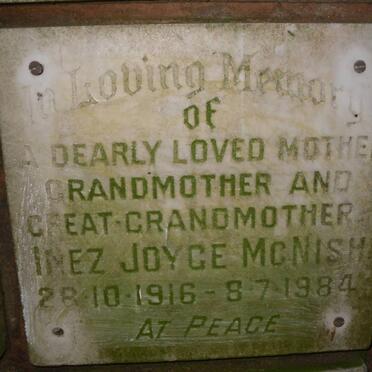 In Loving Memory
OF
A DEARLY LOVED MOTHE
GRANDMOTHER AND
GREAT-GRANDMOTHER
INEZ JOYCE MCNISH
28-10-1916 - 8-7-1984
AT PEACE